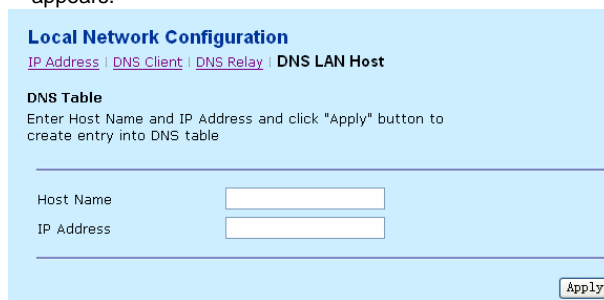 appears.
Local Network Configuration
IP Address | DNS Client | DNS Relay | DNS LAN Host
DNS Table
Enter Host Name and IP Address and click "Apply" button to
create entry into DNS table
Host Name
IP Address
Apply